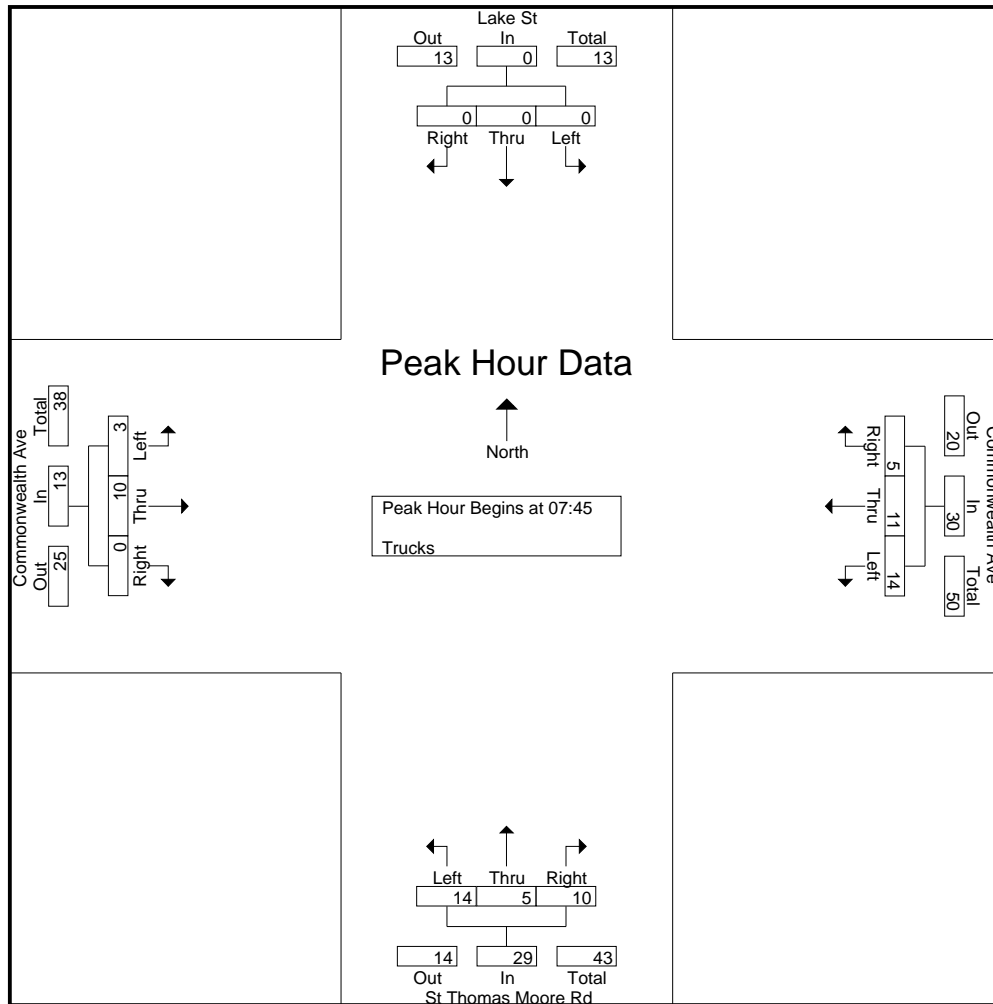 Lake St
Out In Total
13 0 13
0 0 0
Right Thru Left
Peak Hour Data
North
Peak Hour Begins at 07:45
Trucks
Commonwealth Ave
Out In Total
25 13 38
0 10 3
Right Thru Left
Commonwealth Ave
Out In Total
20 30 50
5 11 14
Right Thru Left
Left Thru Right
14 5 10
14 29 43
Out In Total
St Thomas Moore Rd